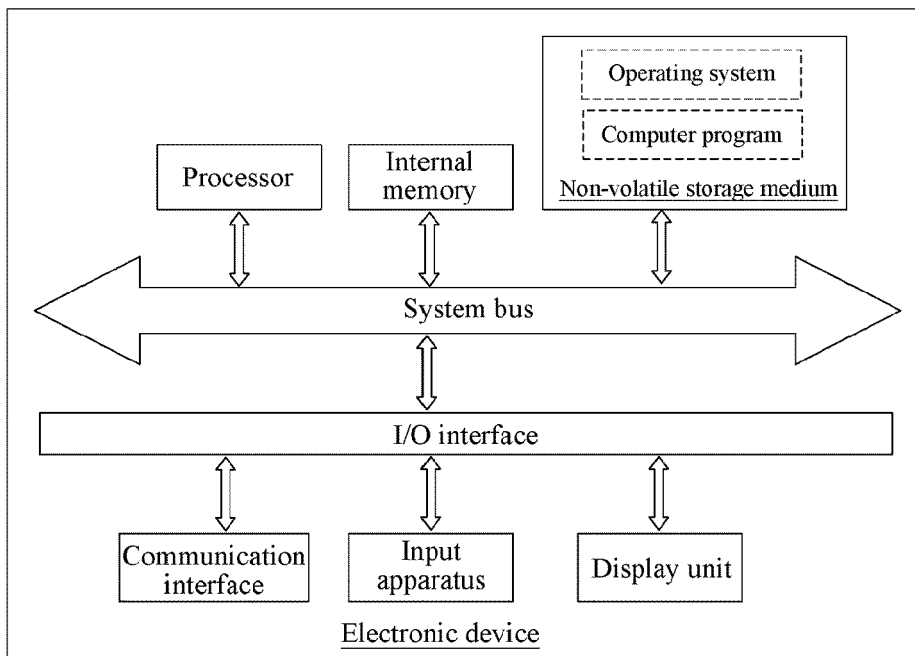 Operating system
Computer program
Non-volatile storage medium
Processor
Internal
memory
System bus
I/O interface
Communication
interface
Input
apparatus
Display unit
Electronic device